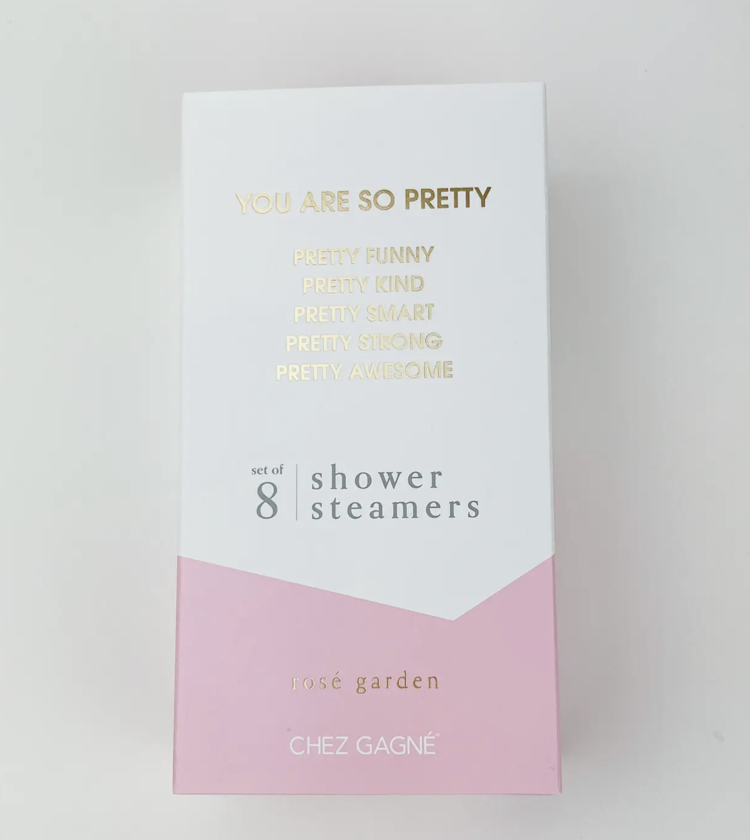 YOU ARE SO PRETTY
PRETTY FUNNY
PRETTY KIND
PRETTY SMART
PRETTY STRONG
PRETTY AWESOME
set of
8
shower
steamers
rosé garden
CHEZ GAGNÉ™